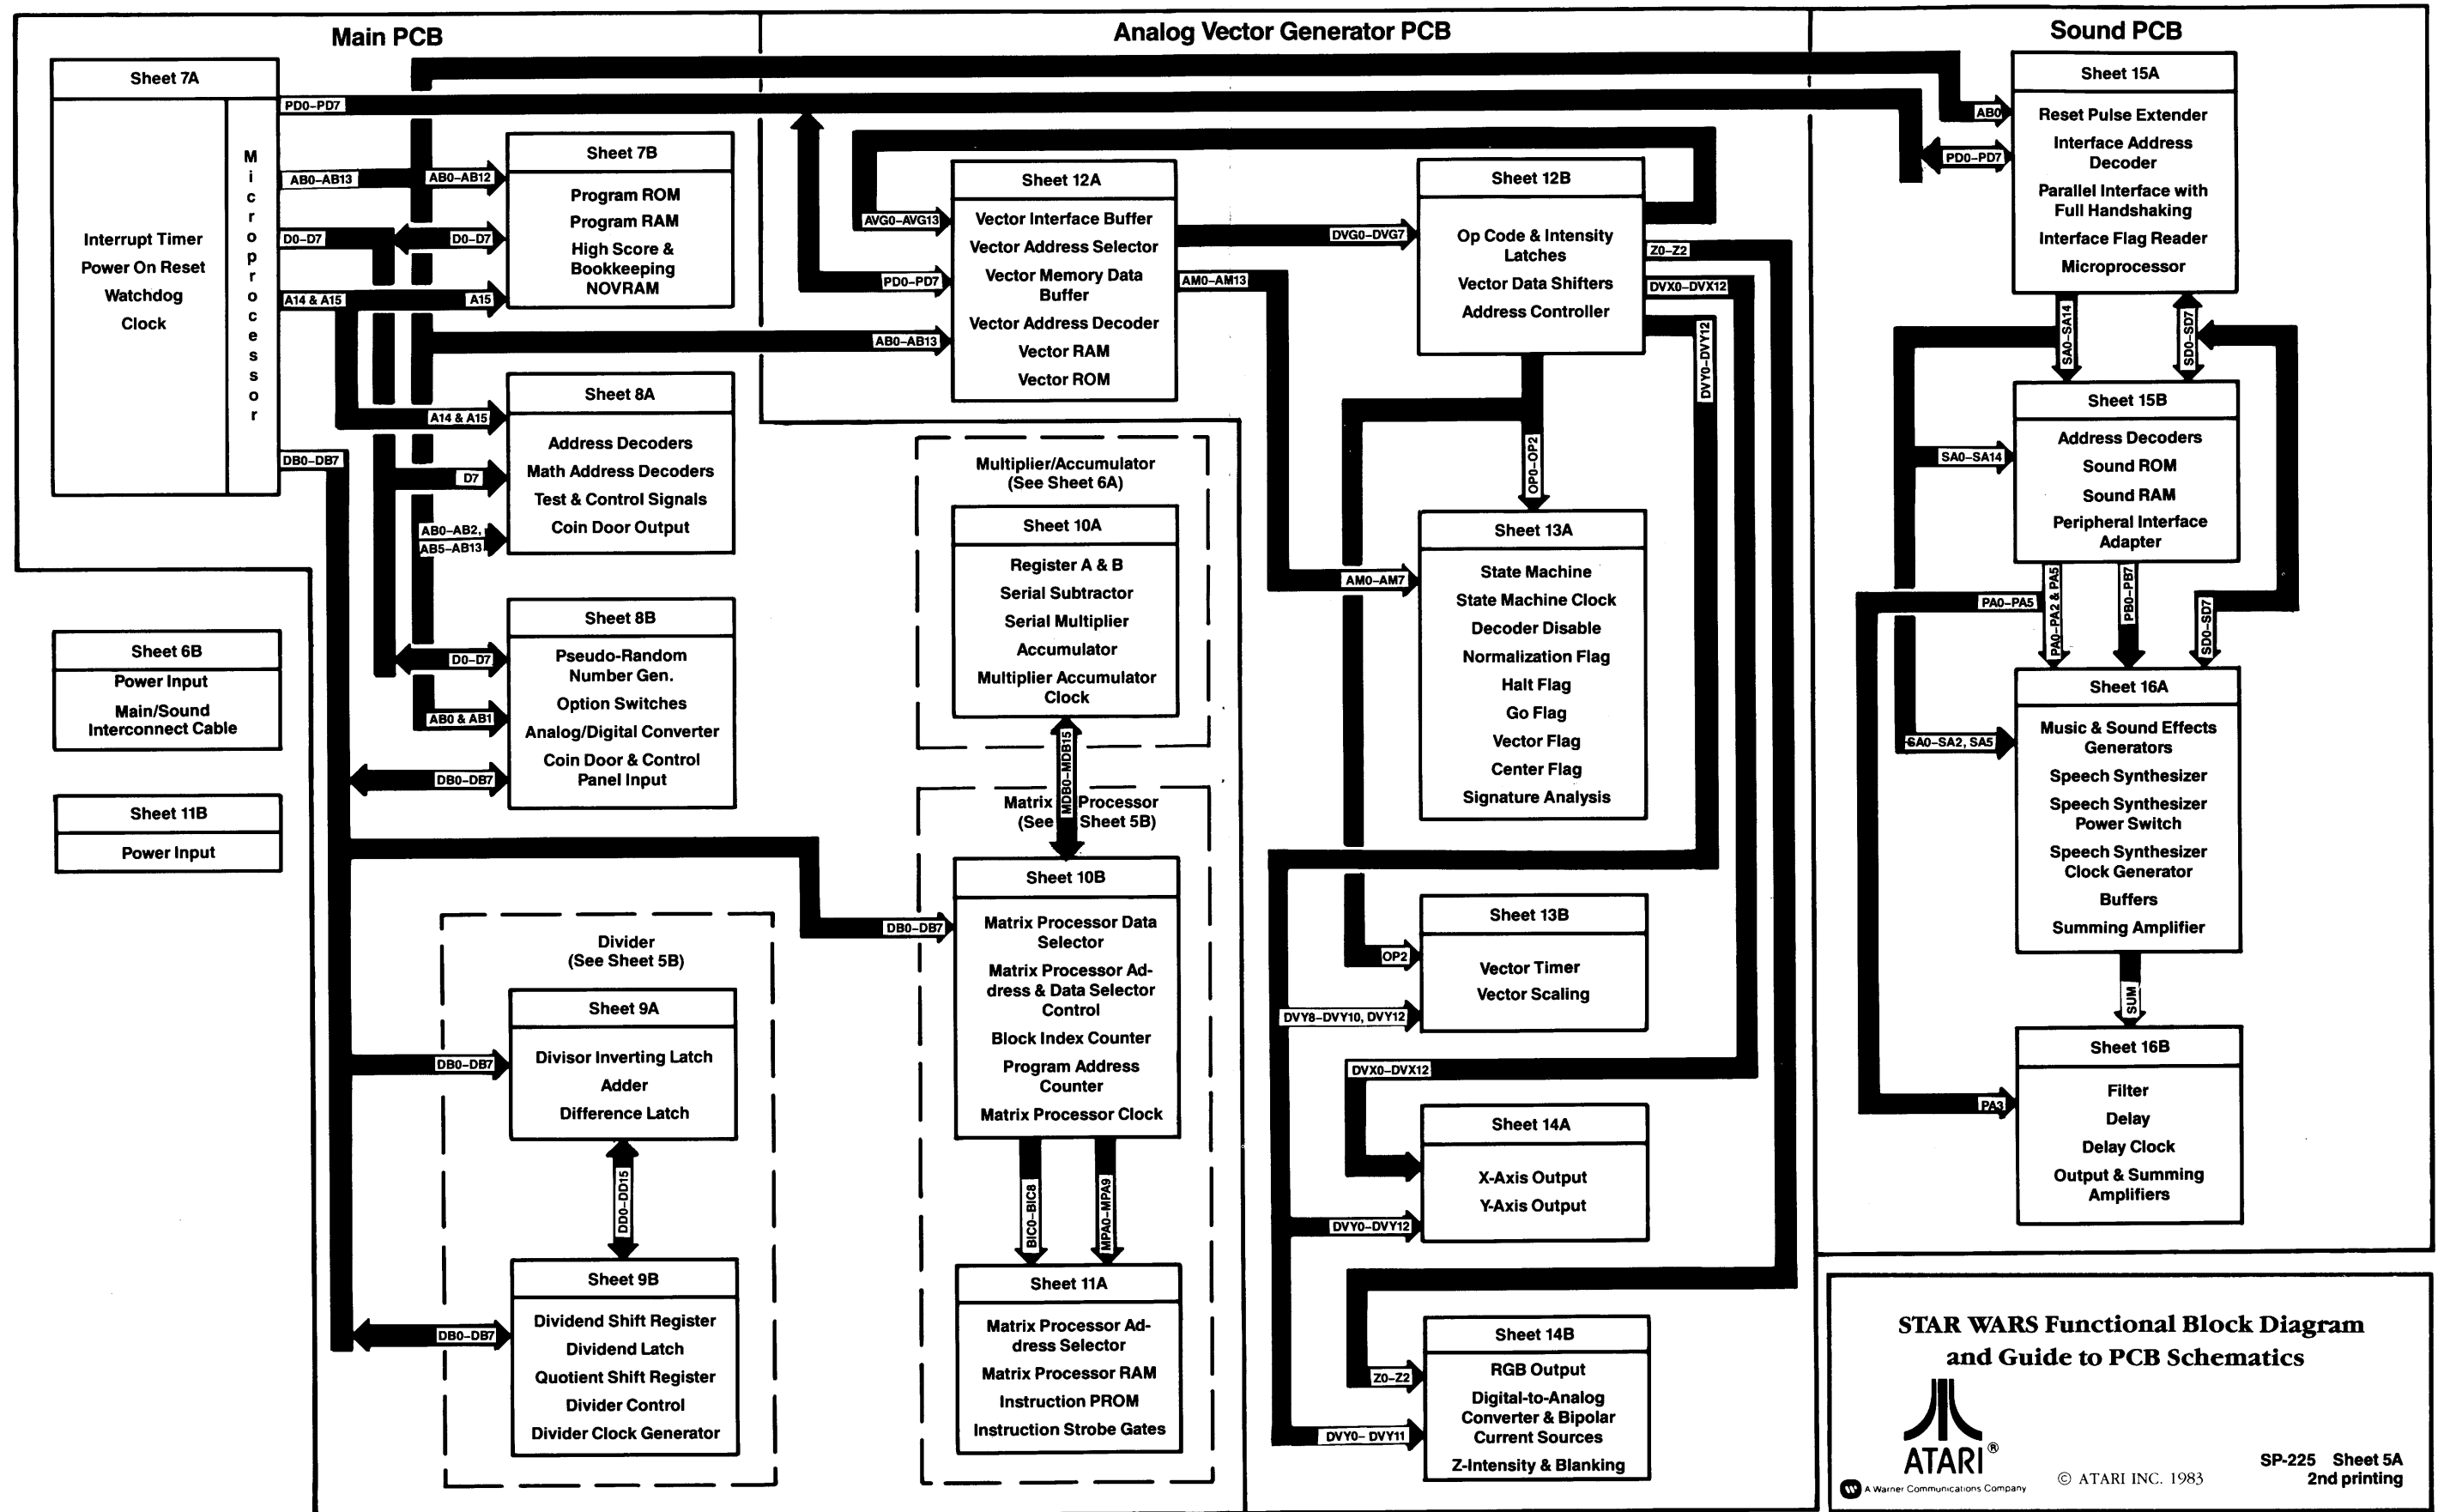 Main PCB
Analog Vector Generator PCB
Sound PCB
Sheet 7A
Interrupt Timer
Power On Reset
Watchdog
Clock
Microprocessor
PD0–PD7
AB0–AB13
D0–D7
A14 & A15
DB0–DB7
AB0–AB12
D0–D7
A15
Sheet 7B
Program ROM
Program RAM
High Score &
Bookkeeping
NOVRAM
A14 & A15
D7
AB0–AB2,
AB5–AB13
Sheet 8A
Address Decoders
Math Address Decoders
Test & Control Signals
Coin Door Output
D0–D7
AB0 & AB1
DB0–DB7
Sheet 8B
Pseudo-Random
Number Gen.
Option Switches
Analog/Digital Converter
Coin Door & Control
Panel Input
Sheet 6B
Power Input
Main/Sound
Interconnect Cable
Sheet 11B
Power Input
Divider
(See Sheet 5B)
DB0–DB7
Sheet 9A
Divisor Inverting Latch
Adder
Difference Latch
DD0–DD15
DB0–DB7
Sheet 9B
Dividend Shift Register
Dividend Latch
Quotient Shift Register
Divider Control
Divider Clock Generator
Multiplier/Accumulator
(See Sheet 6A)
Sheet 10A
Register A & B
Serial Subtractor
Serial Multiplier
Accumulator
Multiplier Accumulator
Clock
MDB0–MDB15
Matrix Processor
(See Sheet 5B)
DB0–DB7
Sheet 10B
Matrix Processor Data
Selector
Matrix Processor Ad-
dress & Data Selector
Control
Block Index Counter
Program Address
Counter
Matrix Processor Clock
BIC0–BIC8
MPA0–MPA9
Sheet 11A
Matrix Processor Ad-
dress Selector
Matrix Processor RAM
Instruction PROM
Instruction Strobe Gates
AVG0–AVG13
PD0–PD7
AB0–AB13
Sheet 12A
Vector Interface Buffer
Vector Address Selector
Vector Memory Data
Buffer
Vector Address Decoder
Vector RAM
Vector ROM
DVG0–DVG7
AM0–AM13
Sheet 12B
Op Code & Intensity
Latches
Vector Data Shifters
Address Controller
Z0–Z2
DVX0–DVX12
DVY0–DVY12
OP0–OP2
AM0–AM7
Sheet 13A
State Machine
State Machine Clock
Decoder Disable
Normalization Flag
Halt Flag
Go Flag
Vector Flag
Center Flag
Signature Analysis
OP2
DVY8–DVY10, DVY12
Sheet 13B
Vector Timer
Vector Scaling
DVX0–DVX12
DVY0–DVY12
Sheet 14A
X-Axis Output
Y-Axis Output
Z0–Z2
DVY0– DVY11
Sheet 14B
RGB Output
Digital-to-Analog
Converter & Bipolar
Current Sources
Z-Intensity & Blanking
AB0
PD0–PD7
Sheet 15A
Reset Pulse Extender
Interface Address
Decoder
Parallel Interface with
Full Handshaking
Interface Flag Reader
Microprocessor
SA0–SA14
SD0–SD7
SA0–SA14
Sheet 15B
Address Decoders
Sound ROM
Sound RAM
Peripheral Interface
Adapter
PA0–PA5
PA0–PA2 & PA5
PB0–PB7
SD0–SD7
SA0–SA2, SA5
Sheet 16A
Music & Sound Effects
Generators
Speech Synthesizer
Speech Synthesizer
Power Switch
Speech Synthesizer
Clock Generator
Buffers
Summing Amplifier
SUM
PA3
Sheet 16B
Filter
Delay
Delay Clock
Output & Summing
Amplifiers
STAR WARS Functional Block Diagram
and Guide to PCB Schematics
ATARI®
A Warner Communications Company
© ATARI INC. 1983
SP-225 Sheet 5A
2nd printing